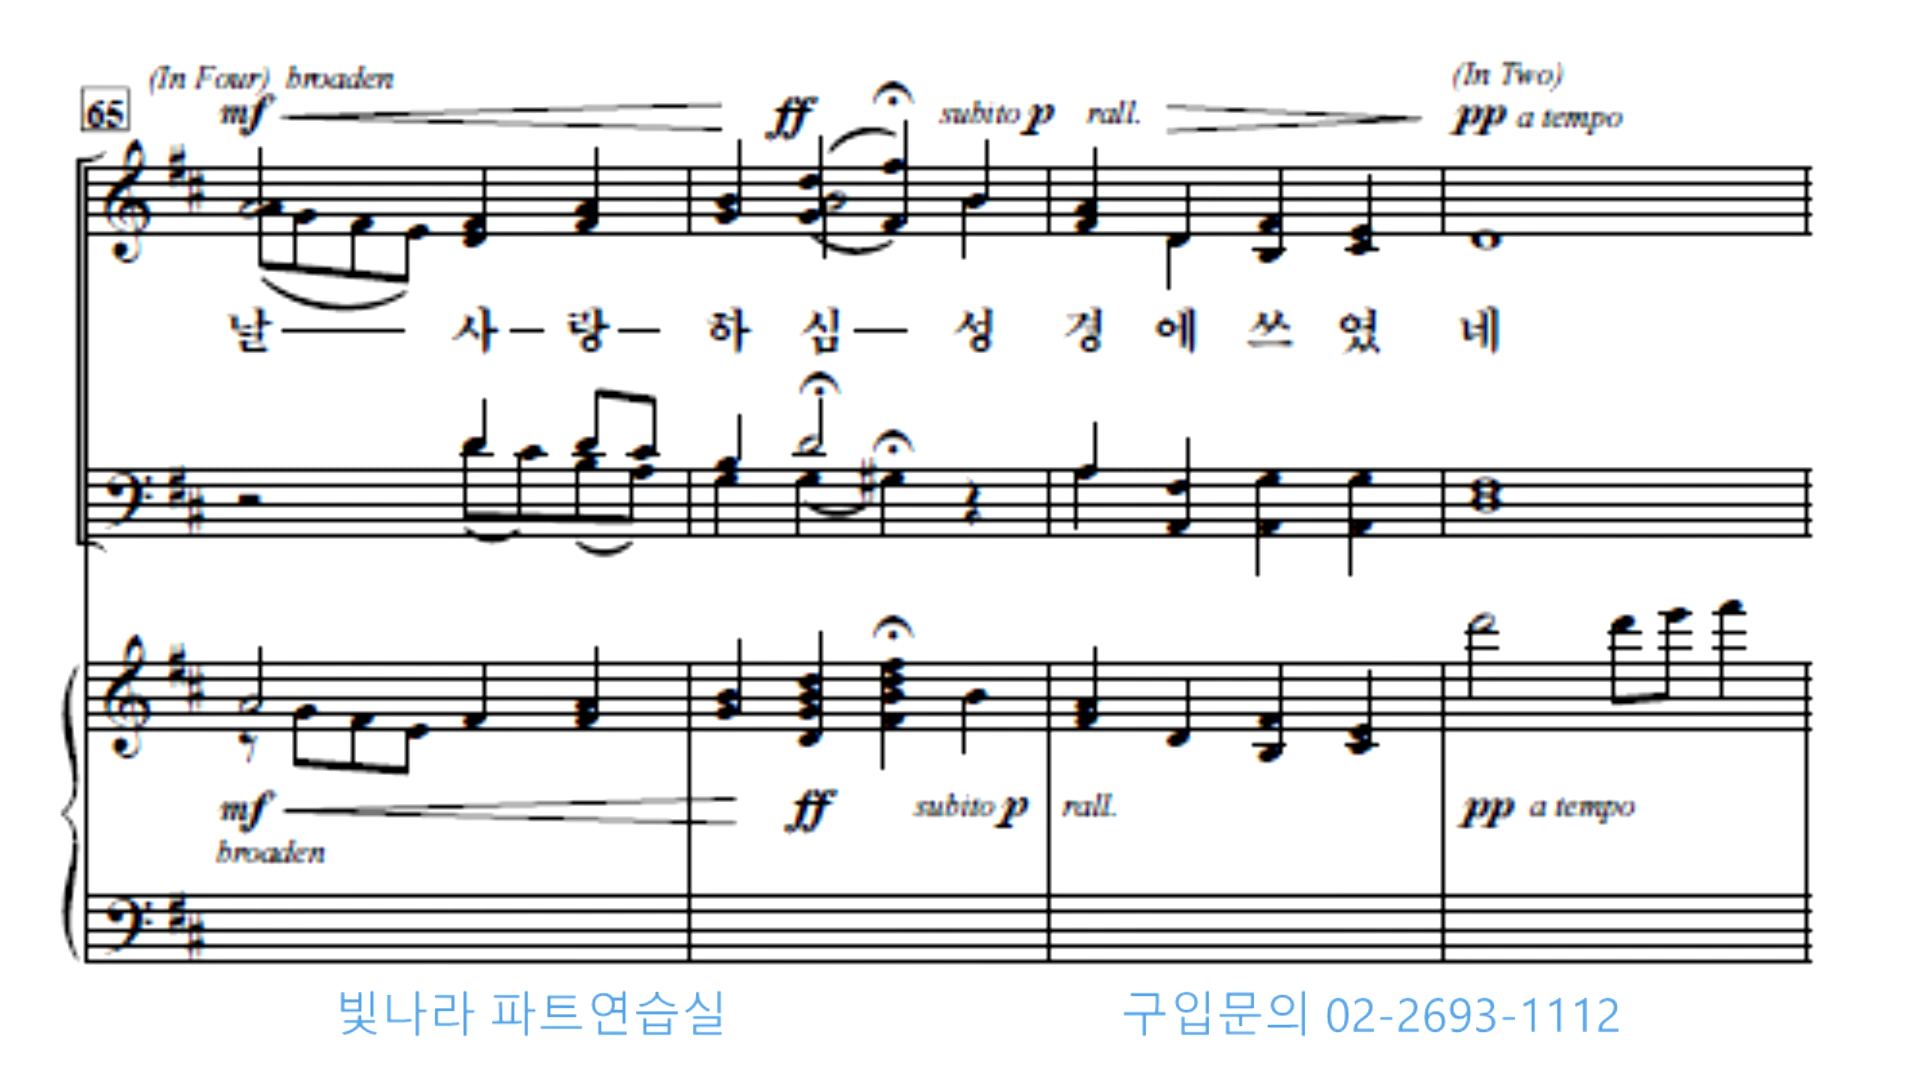 (In Four) broaden
(In Two)
65
mf ff subito p rall. pp a tempo
날 사 랑 하 심 성 경 에 쓰 였 네
mf ff subito p rall. pp a tempo
broaden
빛나라 파트연습실 구입문의 02-2693-1112